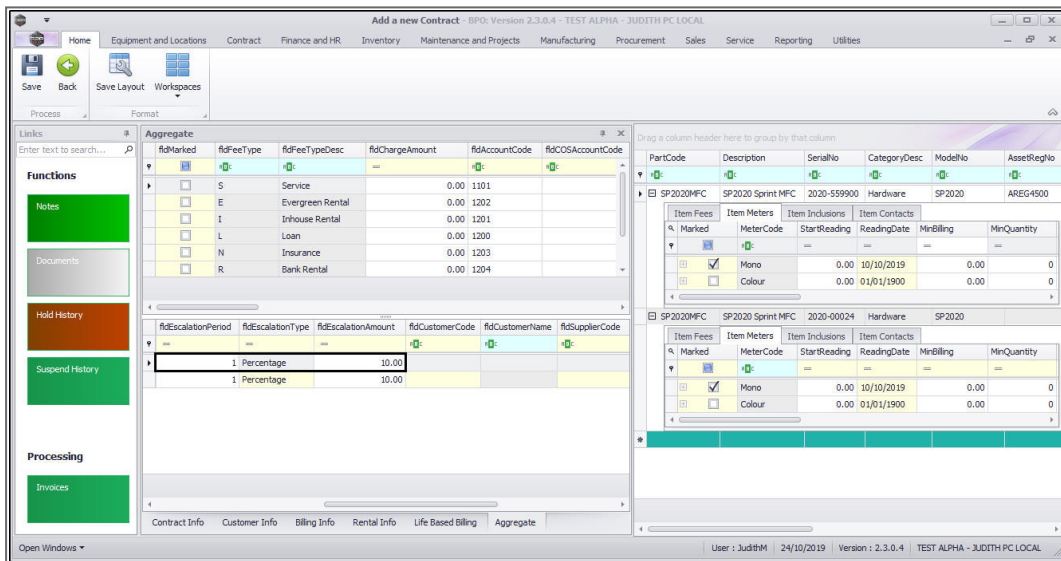 Add a new Contract - BPO: Version 2.3.0.4 - TEST ALPHA - JUDITH PC LOCAL
Home Equipment and Locations Contract Finance and HR Inventory Maintenance and Projects Manufacturing Procurement Sales Service Reporting Utilities
Save Back Save Layout Workspaces
Process Format
Links
Enter text to search...
Functions
Notes
Documents
Hold History
Suspend History
Processing
Invoices
Aggregate
fldMarked fldFeeType fldFeeTypeDesc fldChargeAmount fldAccountCode fldCOSAccountCode
S Service 0.00 1101
E Evergreen Rental 0.00 1202
I Inhouse Rental 0.00 1201
L Loan 0.00 1200
N Insurance 0.00 1203
R Bank Rental 0.00 1204
fldEscalationPeriod fldEscalationType fldEscalationAmount fldCustomerCode fldCustomerName fldSupplierCode
1 Percentage 10.00
1 Percentage 10.00
Contract Info Customer Info Billing Info Rental Info Life Based Billing Aggregate
Drag a column header here to group by that column
PartCode Description SerialNo CategoryDesc ModelNo AssetRegNo
SP2020MFC SP2020 Sprint MFC 2020-559900 Hardware SP2020 AREG4500
Item Fees Item Meters Item Inclusions Item Contacts
Marked MeterCode StartReading ReadingDate MinBilling MinQuantity
Mono 0.00 10/10/2019 0.00 0
Colour 0.00 01/01/1900 0.00 0
SP2020MFC SP2020 Sprint MFC 2020-00024 Hardware SP2020
Item Fees Item Meters Item Inclusions Item Contacts
Marked MeterCode StartReading ReadingDate MinBilling MinQuantity
Mono 0.00 10/10/2019 0.00 0
Colour 0.00 01/01/1900 0.00 0
Open Windows User : JudithM 24/10/2019 Version : 2.3.0.4 TEST ALPHA - JUDITH PC LOCAL